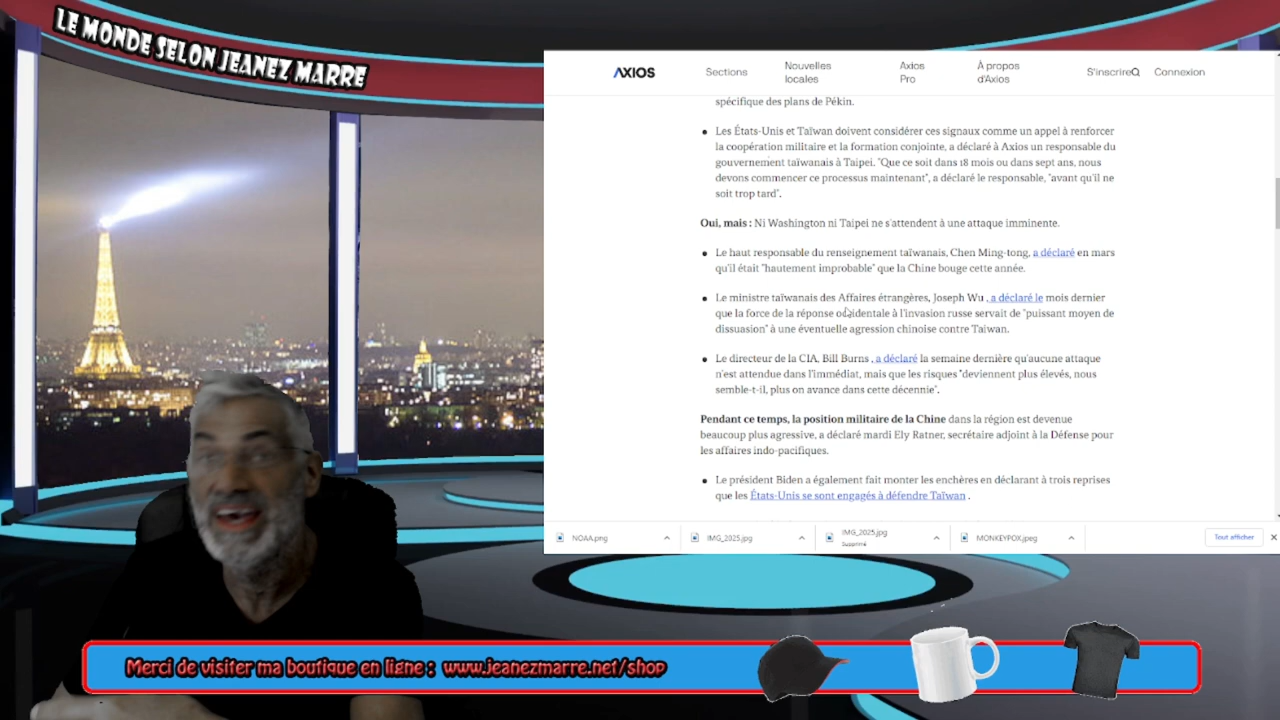 LE MONDE SELON JEANEZ MARRE
AXIOS
Sections
Nouvelles
locales
Axios
Pro
À propos
d'Axios
S'inscrire
Connexion
spécifique des plans de Pékin.
• Les États-Unis et Taïwan doivent considérer ces signaux comme un appel à renforcer
la coopération militaire et la formation conjointe, a déclaré à Axios un responsable du
gouvernement taïwanais à Taipei. "Que ce soit dans 18 mois ou dans sept ans, nous
devons commencer ce processus maintenant", a déclaré le responsable, "avant qu'il ne
soit trop tard".
Oui, mais : Ni Washington ni Taipei ne s'attendent à une attaque imminente.
• Le haut responsable du renseignement taïwanais, Chen Ming-tong, a déclaré en mars
qu'il était "hautement improbable" que la Chine bouge cette année.
• Le ministre taïwanais des Affaires étrangères, Joseph Wu , a déclaré le mois dernier
que la force de la réponse occidentale à l'invasion russe servait de "puissant moyen de
dissuasion" à une éventuelle agression chinoise contre Taïwan.
• Le directeur de la CIA, Bill Burns , a déclaré la semaine dernière qu'aucune attaque
n'est attendue dans l'immédiat, mais que les risques "deviennent plus élevés, nous
semble-t-il, plus on avance dans cette décennie".
Pendant ce temps, la position militaire de la Chine dans la région est devenue
beaucoup plus agressive, a déclaré mardi Ely Ratner, secrétaire adjoint à la Défense pour
les affaires indo-pacifiques.
• Le président Biden a également fait monter les enchères en déclarant à trois reprises
que les États-Unis se sont engagés à défendre Taïwan .
NOAA.png
IMG_2025.jpg
IMG_2025.jpg
Supprimé
MONKEYPOX.jpeg
Tout afficher
Merci de visiter ma boutique en ligne : www.jeanezmarre.net/shop